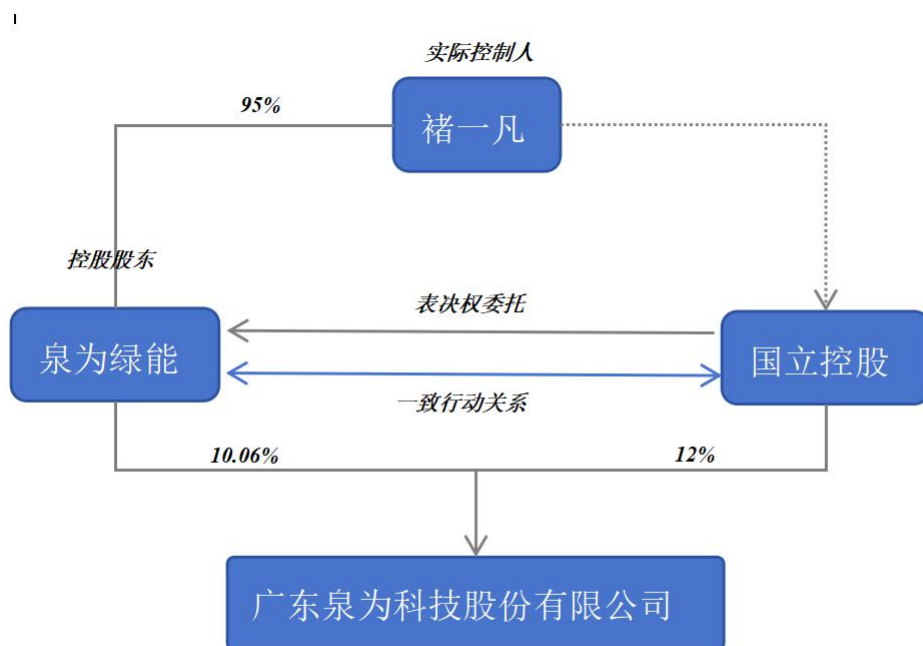 实际控制人
95%
褚一凡
控股股东
表决权委托
泉为绿能
国立控股
一致行动关系
10.06%
12%
广东泉为科技股份有限公司